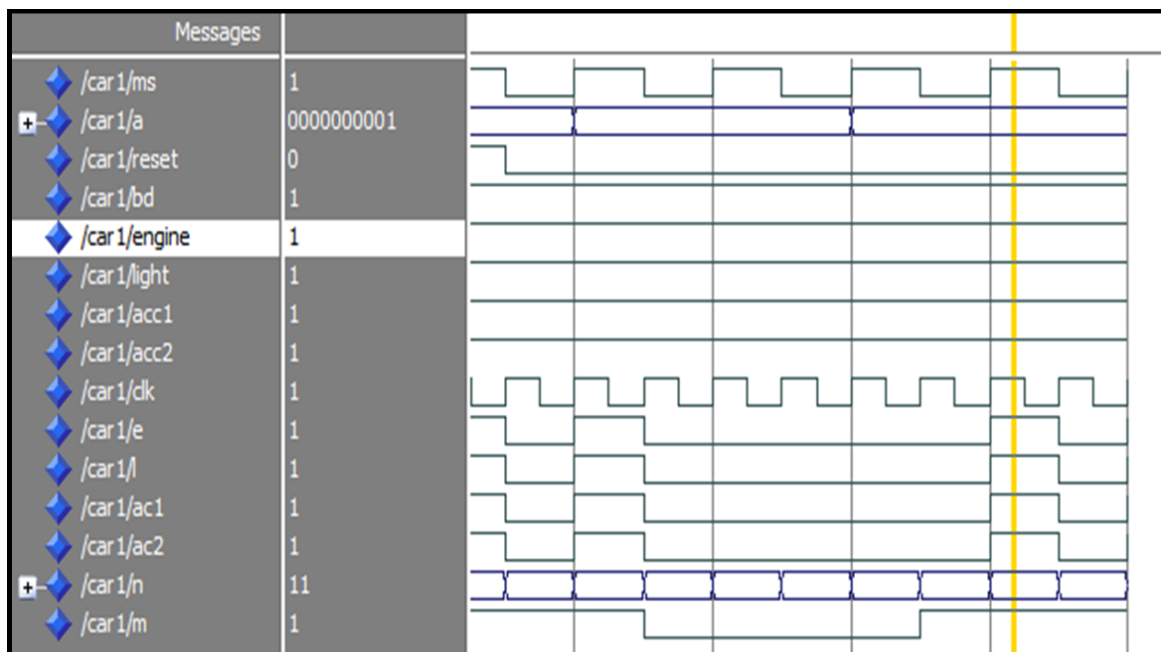 Messages
/car1/ms 1
/car1/a 0000000001
/car1/reset 0
/car1/bd 1
/car1/engine 1
/car1/light 1
/car1/acc1 1
/car1/acc2 1
/car1/clk 1
/car1/e 1
/car1/l 1
/car1/ac1 1
/car1/ac2 1
/car1/n 11
/car1/m 1